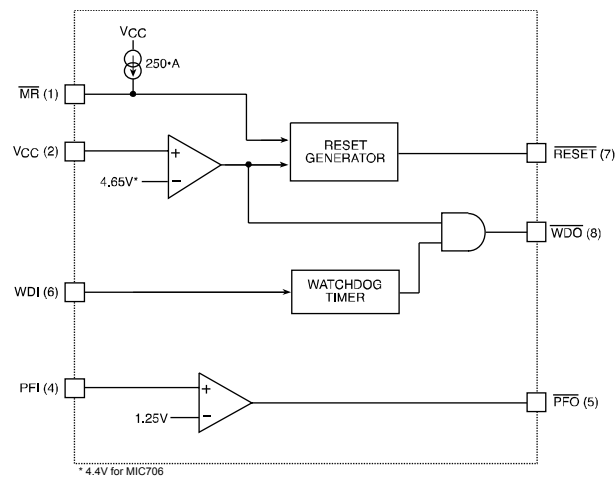 VCC
250•A
MR (1)
VCC (2)
+
−
4.65V*
RESET
GENERATOR
RESET (7)
WDO (8)
WDI (6)
WATCHDOG
TIMER
PFI (4)
+
−
1.25V
PFO (5)
* 4.4V for MIC706